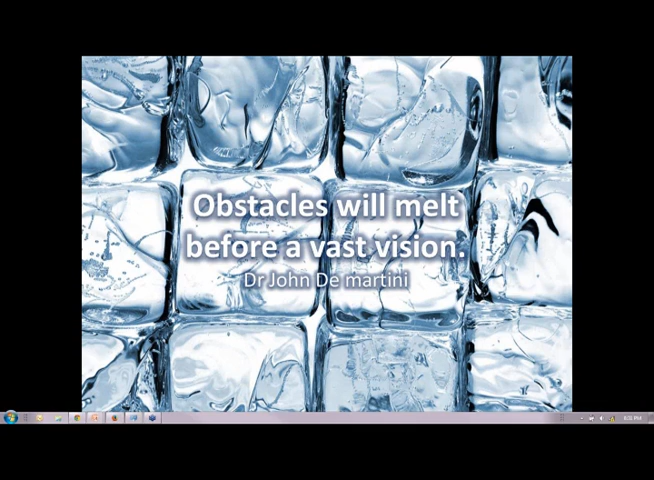 Obstacles will melt
before a vast vision.
Dr John De martini